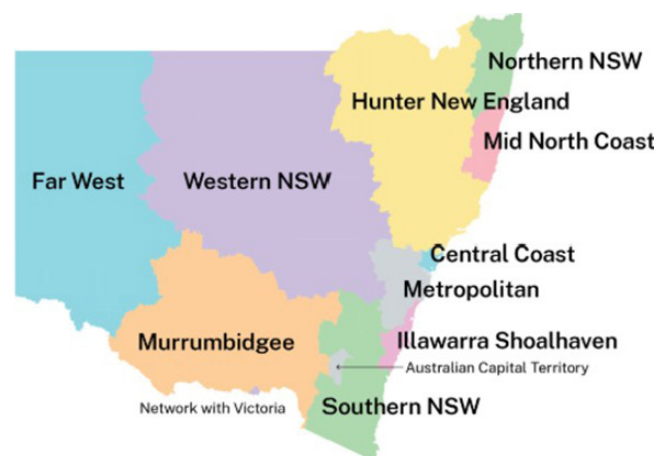 Northern NSW
Hunter New England
Mid North Coast
Far West
Western NSW
Central Coast
Metropolitan
Murrumbidgee
Illawarra Shoalhaven
Australian Capital Territory
Network with Victoria
Southern NSW